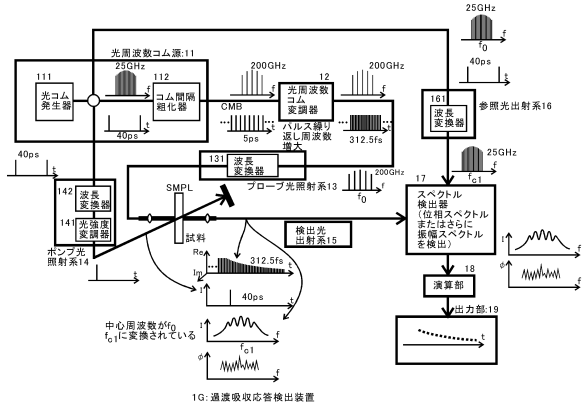 25GHz
f
f0
40ps
t
光周波数コム源:11
111
光コム
発生器
25GHz
f
t
40ps
112
コム間隔
粗化器
200GHz
f
CMB
t
5ps
12
光周波数
コム
変調器
パルス繰り
返し周波数
増大
200GHz
f
t
312.5fs
161
波長
変換器
参照光出射系16
25GHz
f
fc1
40ps
t
142
波長
変換器
141
光強度
変調器
ポンプ光
照射系14
t
131
波長
変換器
プローブ光照射系13
200GHz
f
f0
SMPL
試料
検出光
出射系15
17
スペクトル
検出器
(位相スペクトル
またはさらに
振幅スペクトル
を検出)
I
f
φ
f
18
演算部
出力部:19
t
Re
Im
312.5fs
t
I
40ps
t
中心周波数がf0
fc1に変換されている
I
f
fc1
φ
f
1G:過渡吸収応答検出装置